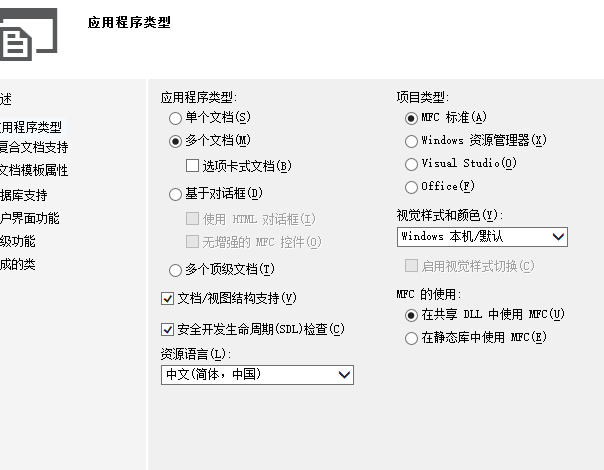 应用程序类型
述
应用程序类型
复合文档支持
文档模板属性
据库支持
户界面功能
级功能
成的类
应用程序类型:
单个文档(S)
多个文档(M)
选项卡式文档(B)
基于对话框(D)
使用 HTML 对话框(I)
无增强的 MFC 控件(O)
多个顶级文档(T)
文档/视图结构支持(V)
安全开发生命周期(SDL)检查(C)
资源语言(L):
中文(简体，中国)
项目类型:
MFC 标准(A)
Windows 资源管理器(X)
Visual Studio(O)
Office(F)
视觉样式和颜色(Y):
Windows 本机/默认
启用视觉样式切换(C)
MFC 的使用:
在共享 DLL 中使用 MFC(U)
在静态库中使用 MFC(E)